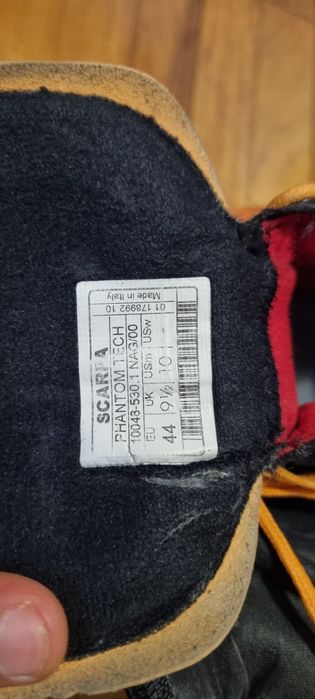 SCARPA
PHANTOM TECH
10048-530.1 NAG/00
EU UK USm USw
44 9½ 10 -
01 178992 10
Made in Italy